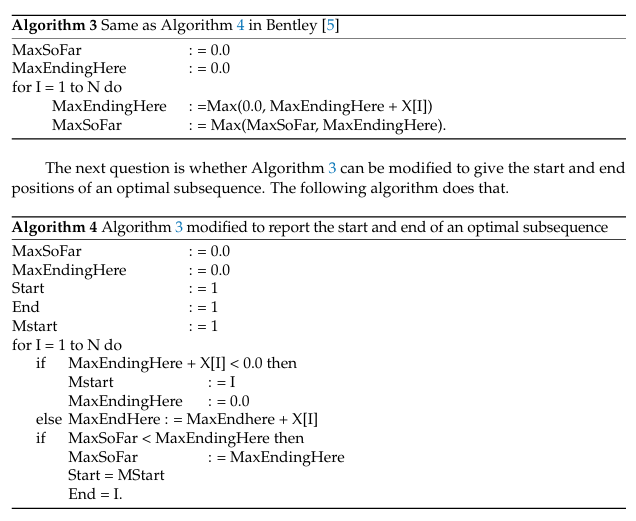 Algorithm 3 Same as Algorithm 4 in Bentley [5]
MaxSoFar : = 0.0
MaxEndingHere : = 0.0
for I = 1 to N do
MaxEndingHere : =Max(0.0, MaxEndingHere + X[I])
MaxSoFar : = Max(MaxSoFar, MaxEndingHere).
The next question is whether Algorithm 3 can be modified to give the start and end
positions of an optimal subsequence. The following algorithm does that.
Algorithm 4 Algorithm 3 modified to report the start and end of an optimal subsequence
MaxSoFar : = 0.0
MaxEndingHere : = 0.0
Start : = 1
End : = 1
Mstart : = 1
for I = 1 to N do
if MaxEndingHere + X[I] < 0.0 then
Mstart : = I
MaxEndingHere : = 0.0
else MaxEndHere : = MaxEndhere + X[I]
if MaxSoFar < MaxEndingHere then
MaxSoFar : = MaxEndingHere
Start = MStart
End = I.